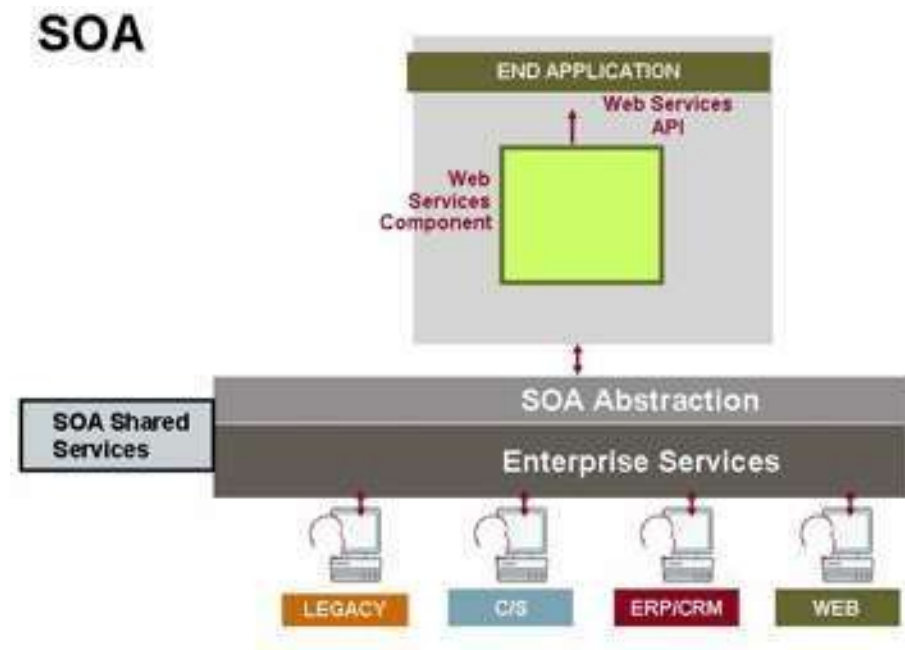 SOA
END APPLICATION
Web Services
API
Web
Services
Component
SOA Abstraction
SOA Shared
Services
Enterprise Services
LEGACY
C/S
ERP/CRM
WEB